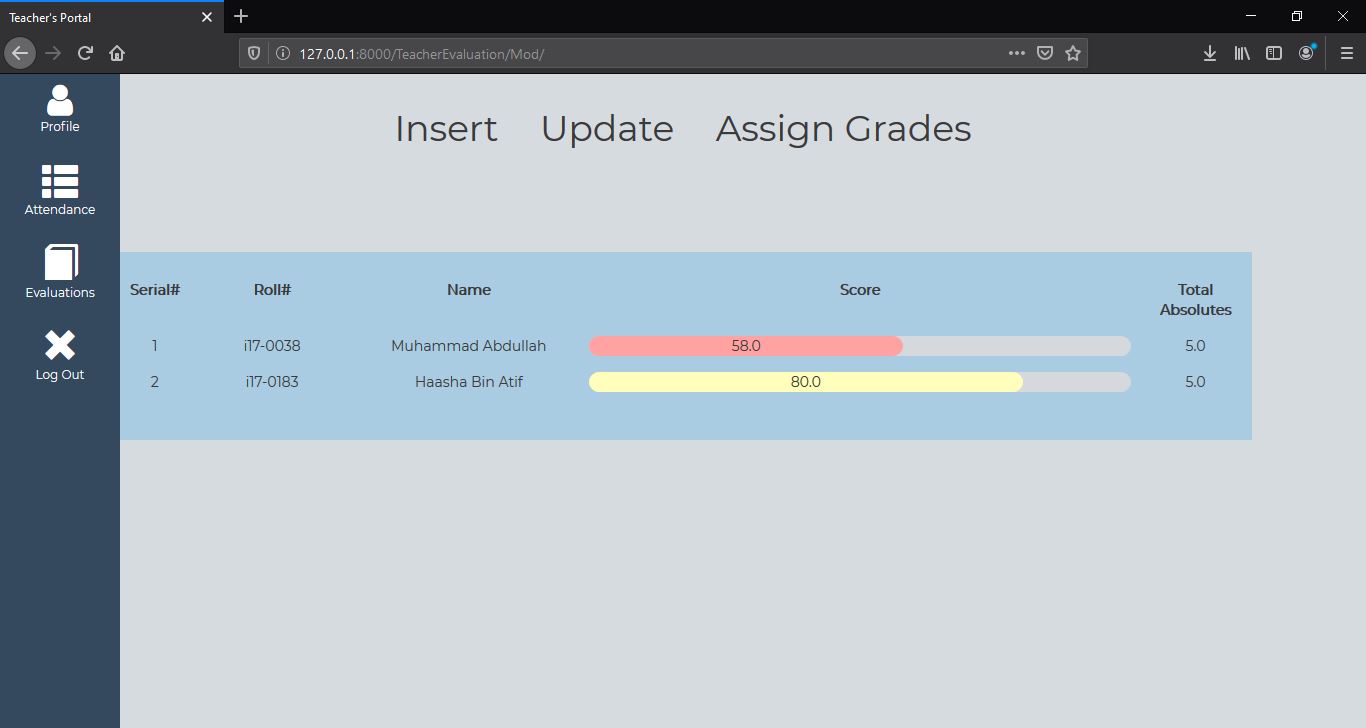 Teacher's Portal
127.0.0.1:8000/TeacherEvaluation/Mod/
Profile
Attendance
Evaluations
Log Out
Insert Update Assign Grades
Serial# Roll# Name Score Total Absolutes
1 i17-0038 Muhammad Abdullah 58.0 5.0
2 i17-0183 Haasha Bin Atif 80.0 5.0